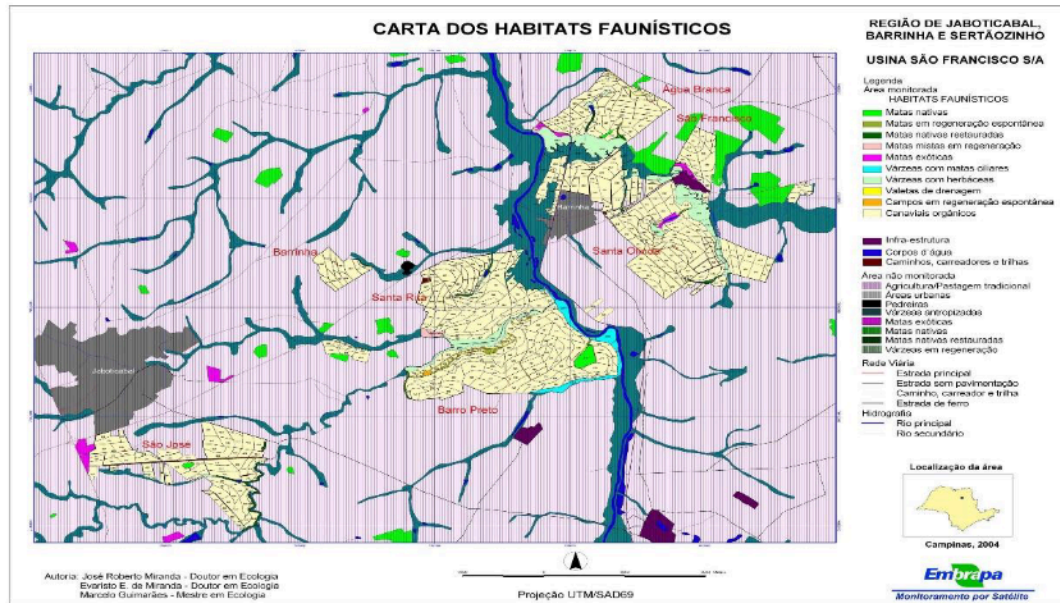 CARTA DOS HABITATS FAUNÍSTICOS
REGIÃO DE JABOTICABAL,
BARRINHA E SERTÃOZINHO
USINA SÃO FRANCISCO S/A
Legenda
Área monitorada
HABITATS FAUNÍSTICOS
Matas nativas
Matas em regeneração espontânea
Matas nativas restauradas
Matas mistas em regeneração
Matas exóticas
Várzeas com matas ciliares
Várzeas com herbáceas
Valetas de drenagem
Campos em regeneração espontânea
Canaviais orgânicos
Infra-estrutura
Corpos d'água
Caminhos, carreadores e trilhas
Área não monitorada
Agricultura/Pastagem tradicional
Áreas urbanas
Pedreiras
Várzeas antropizadas
Matas exóticas
Matas nativas
Matas nativas restauradas
Várzeas em regeneração
Rede Viária
Estrada principal
Estrada sem pavimentação
Caminho, carreador e trilha
Estrada de ferro
Hidrografia
Rio principal
Rio secundário
Localização da área
Campinas, 2004
Embrapa
Monitoramento por Satélite
Água Branca
São Francisco
Barrinha
Santa Olívia
Barrinha
Santa Rita
Jaboticabal
Barro Preto
São José
Autoria: José Roberto Miranda - Doutor em Ecologia
Evaristo E. de Miranda - Doutor em Ecologia
Marcelo Guimarães - Mestre em Ecologia
Projeção UTM/SAD69